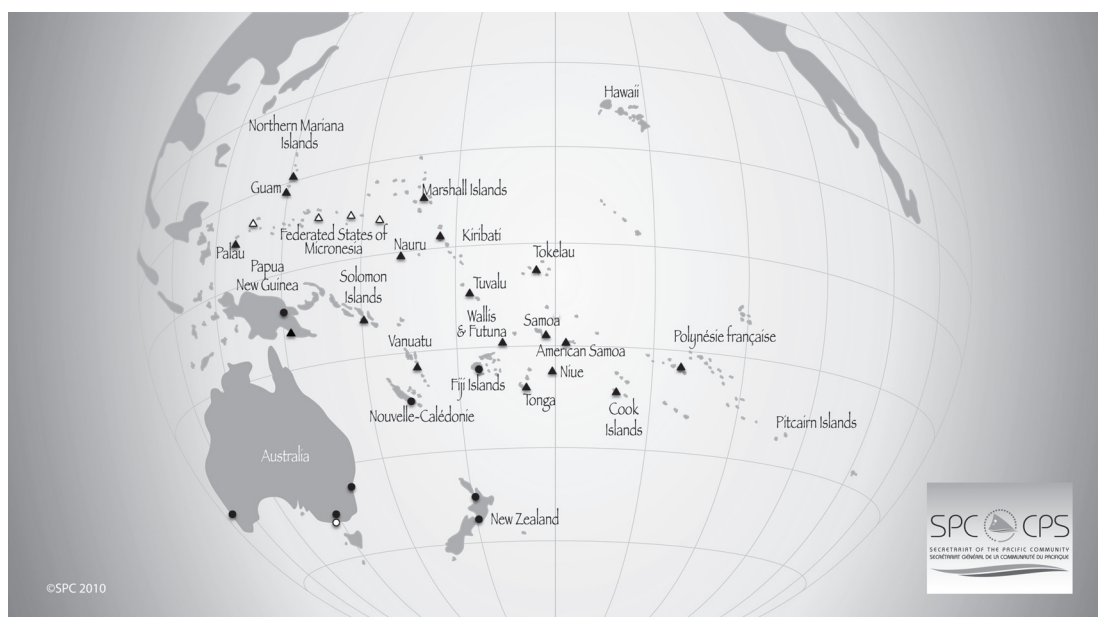 Hawaii
Northern Mariana
Islands
Guam
Marshall Islands
Federated States of
Micronesia
Palau
Nauru
Kiribati
Papua
New Guinea
Solomon
Islands
Tokelau
Tuvalu
Wallis
& Futuna
Samoa
American Samoa
Vanuatu
Polynésie française
Fiji Islands
Niue
Tonga
Nouvelle-Calédonie
Cook
Islands
Pitcairn Islands
Australia
New Zealand
SPC CPS
SECRETARIAT OF THE PACIFIC COMMUNITY
SECRÉTARIAT GÉNÉRAL DE LA COMMUNAUTÉ DU PACIFIQUE
©SPC 2010